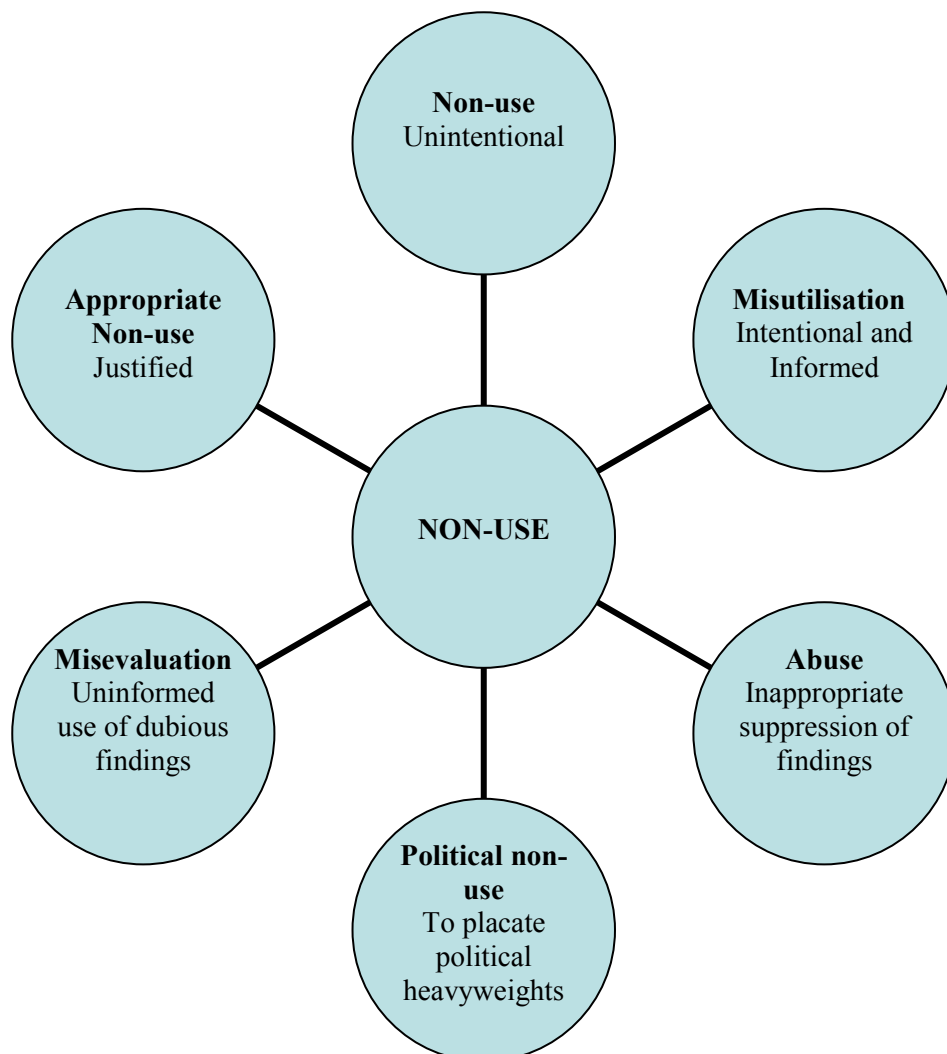 Non-use
Unintentional
Appropriate
Non-use
Justified
Misutilisation
Intentional and
Informed
NON-USE
Misevaluation
Uninformed
use of dubious
findings
Abuse
Inappropriate
suppression of
findings
Political non-
use
To placate
political
heavyweights